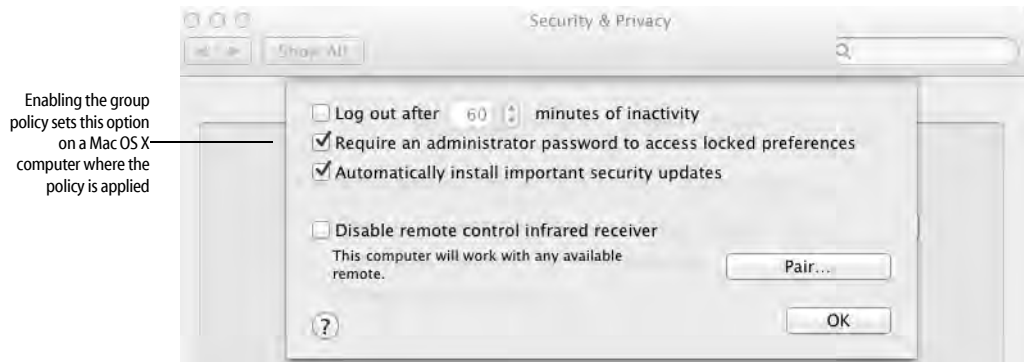 Security & Privacy
Show All
Enabling the group
policy sets this option
on a Mac OS X
computer where the
policy is applied
Log out after 60 minutes of inactivity
Require an administrator password to access locked preferences
Automatically install important security updates
Disable remote control infrared receiver
This computer will work with any available
remote.
Pair...
?
OK